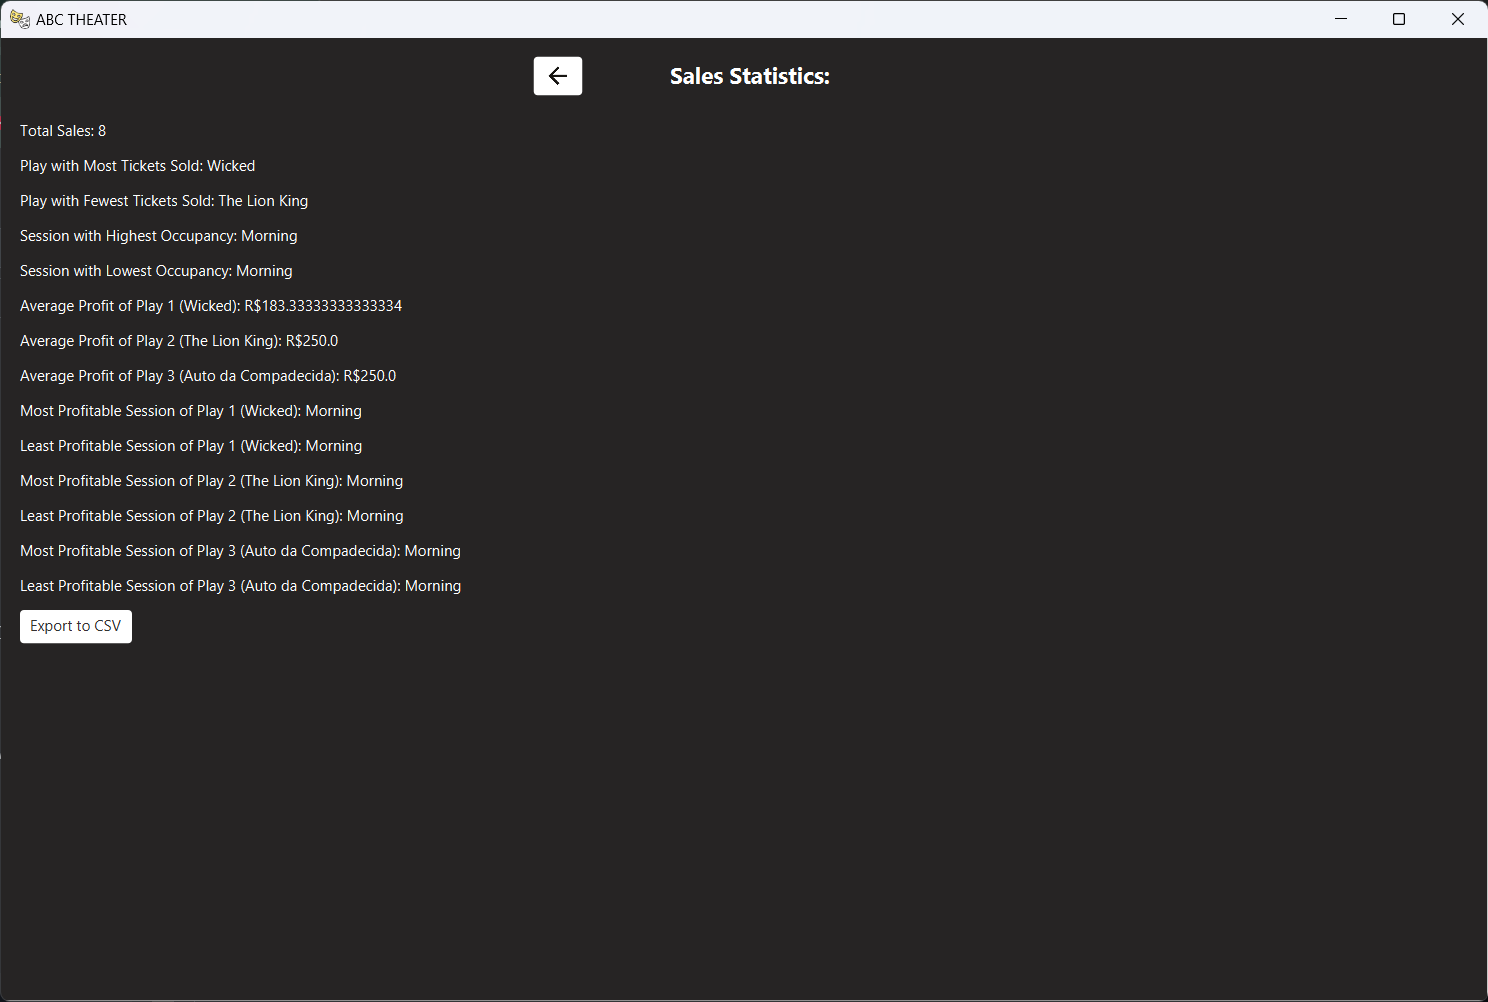 ABC THEATER
Sales Statistics:
Total Sales: 8
Play with Most Tickets Sold: Wicked
Play with Fewest Tickets Sold: The Lion King
Session with Highest Occupancy: Morning
Session with Lowest Occupancy: Morning
Average Profit of Play 1 (Wicked): R$183.33333333333334
Average Profit of Play 2 (The Lion King): R$250.0
Average Profit of Play 3 (Auto da Compadecida): R$250.0
Most Profitable Session of Play 1 (Wicked): Morning
Least Profitable Session of Play 1 (Wicked): Morning
Most Profitable Session of Play 2 (The Lion King): Morning
Least Profitable Session of Play 2 (The Lion King): Morning
Most Profitable Session of Play 3 (Auto da Compadecida): Morning
Least Profitable Session of Play 3 (Auto da Compadecida): Morning
Export to CSV